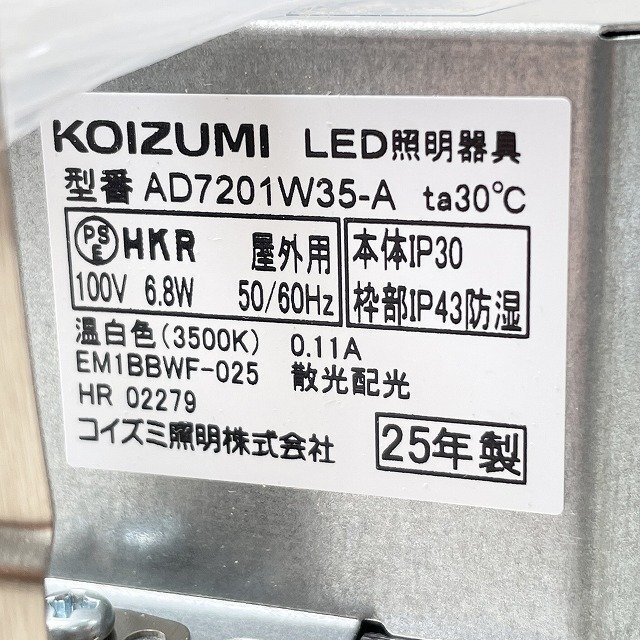 KOIZUMI LED照明器具
型番 AD7201W35-A ta30℃
PSE HKR 屋外用
100V 6.8W 50/60Hz
本体IP30
枠部IP43防湿
温白色(3500K) 0.11A
EM1BBWF-025 散光配光
HR 02279
コイズミ照明株式会社
25年製